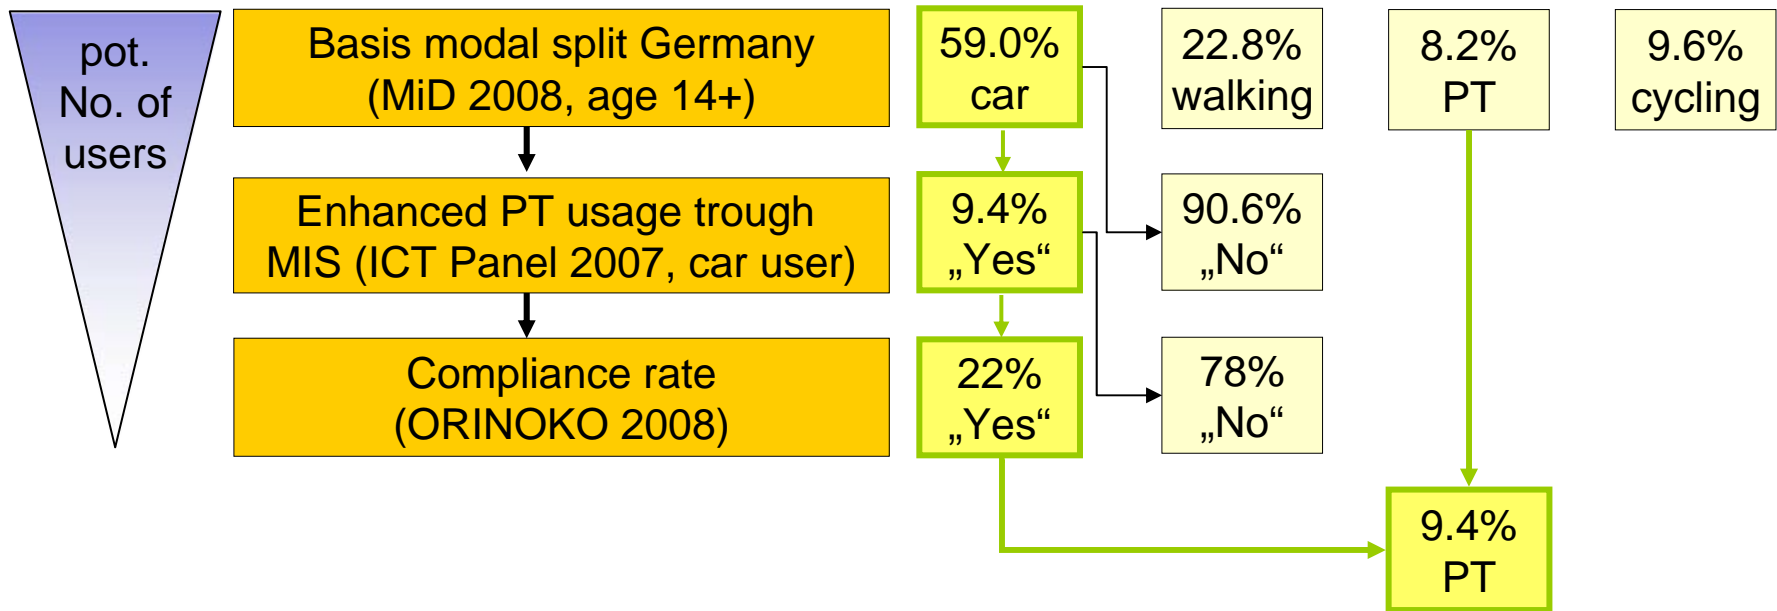 pot.
No. of
users
Basis modal split Germany
(MiD 2008, age 14+)
59.0%
car
22.8%
walking
8.2%
PT
9.6%
cycling
Enhanced PT usage trough
MIS (ICT Panel 2007, car user)
9.4%
„Yes“
90.6%
„No“
Compliance rate
(ORINOKO 2008)
22%
„Yes“
78%
„No“
9.4%
PT